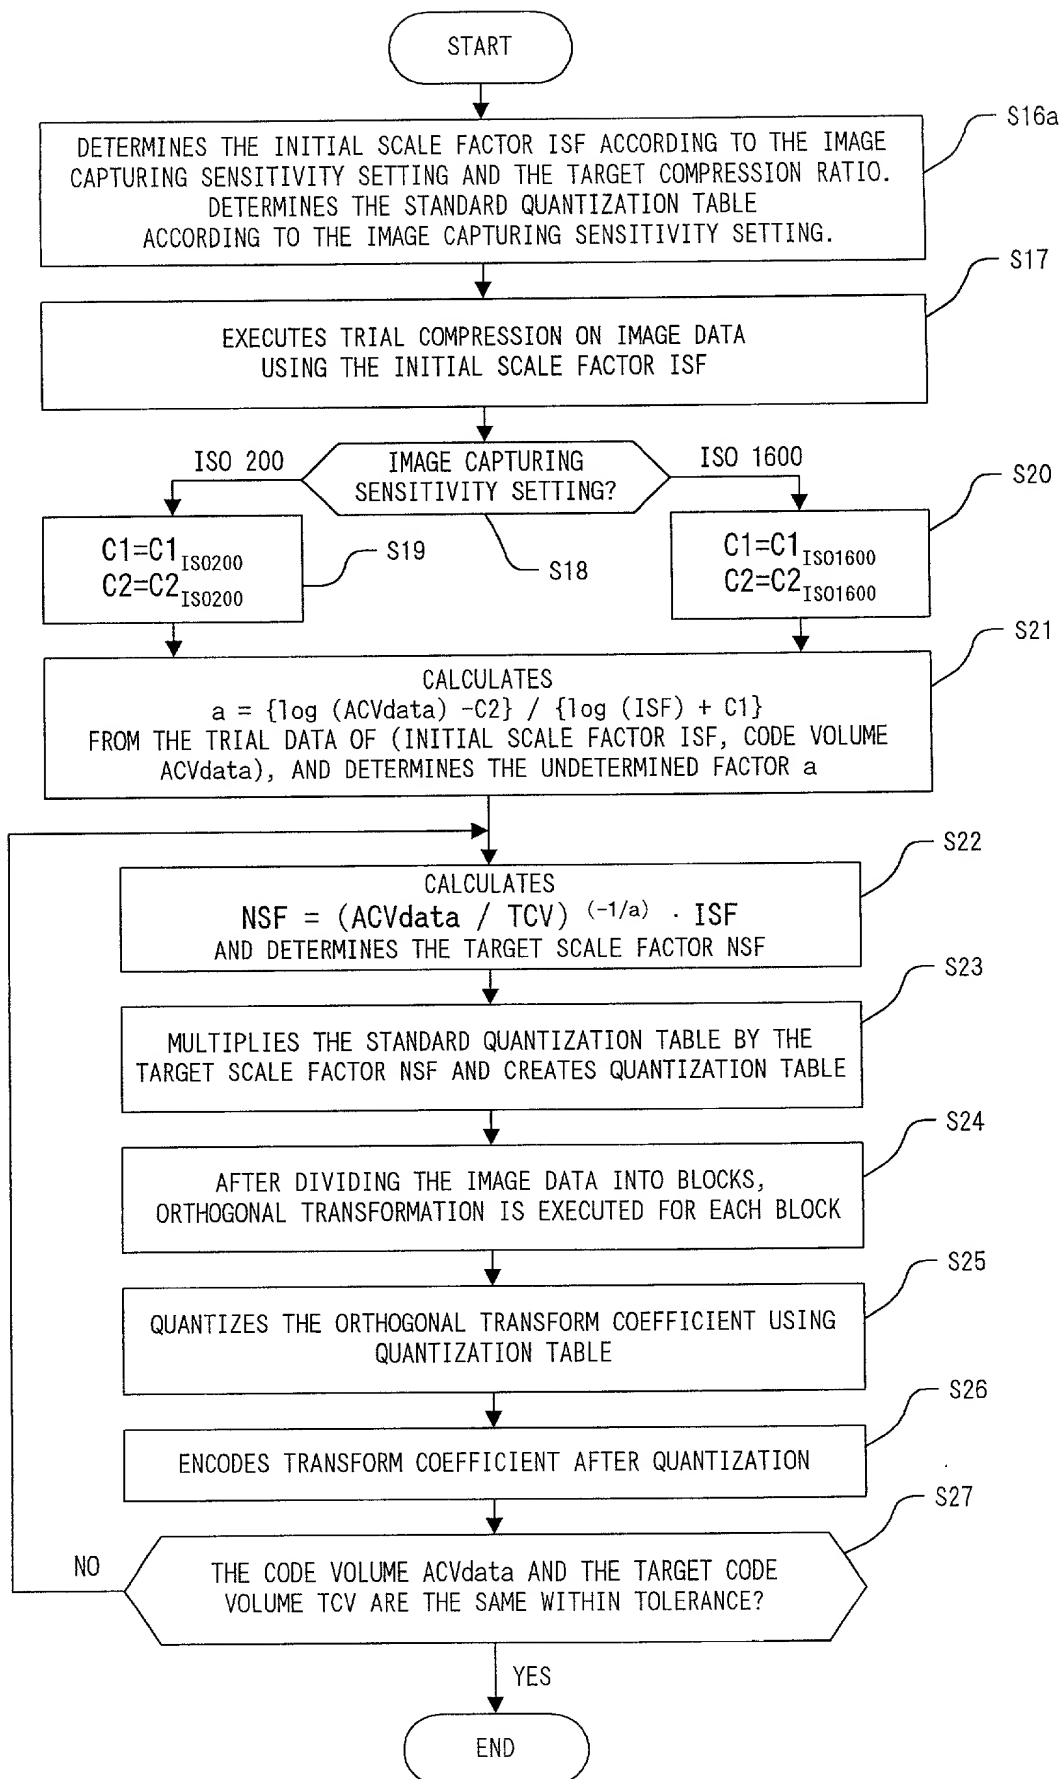 START
S16a
DETERMINES THE INITIAL SCALE FACTOR ISF ACCORDING TO THE IMAGE
CAPTURING SENSITIVITY SETTING AND THE TARGET COMPRESSION RATIO.
DETERMINES THE STANDARD QUANTIZATION TABLE
ACCORDING TO THE IMAGE CAPTURING SENSITIVITY SETTING.
S17
EXECUTES TRIAL COMPRESSION ON IMAGE DATA
USING THE INITIAL SCALE FACTOR ISF
ISO 200
IMAGE CAPTURING
SENSITIVITY SETTING?
ISO 1600
S18
S19
C1=C1ISO200
C2=C2ISO200
S20
C1=C1ISO1600
C2=C2ISO1600
S21
CALCULATES
a = {log (ACVdata) -C2} / {log (ISF) + C1}
FROM THE TRIAL DATA OF (INITIAL SCALE FACTOR ISF, CODE VOLUME
ACVdata), AND DETERMINES THE UNDETERMINED FACTOR a
S22
CALCULATES
NSF = (ACVdata / TCV) (-1/a) · ISF
AND DETERMINES THE TARGET SCALE FACTOR NSF
S23
MULTIPLIES THE STANDARD QUANTIZATION TABLE BY THE
TARGET SCALE FACTOR NSF AND CREATES QUANTIZATION TABLE
S24
AFTER DIVIDING THE IMAGE DATA INTO BLOCKS,
ORTHOGONAL TRANSFORMATION IS EXECUTED FOR EACH BLOCK
S25
QUANTIZES THE ORTHOGONAL TRANSFORM COEFFICIENT USING
QUANTIZATION TABLE
S26
ENCODES TRANSFORM COEFFICIENT AFTER QUANTIZATION
S27
NO
THE CODE VOLUME ACVdata AND THE TARGET CODE
VOLUME TCV ARE THE SAME WITHIN TOLERANCE?
YES
END